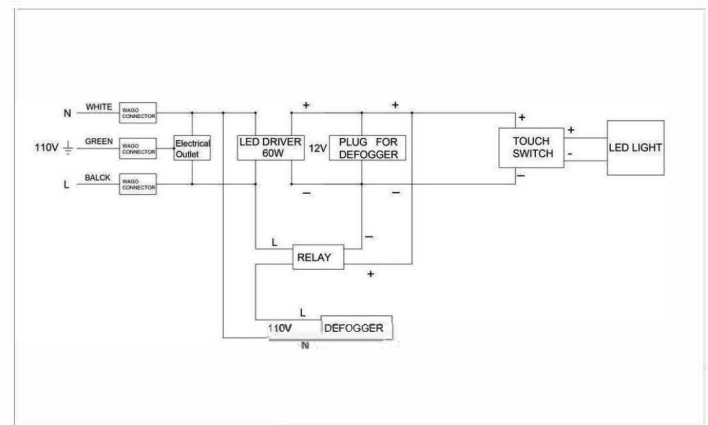 N WHITE WAGO CONNECTOR
110V GREEN WAGO CONNECTOR
L BALCK WAGO CONNECTOR
Electrical
Outlet
LED DRIVER
60W
12V
+ +
− −
PLUG FOR
DEFOGGER
+
TOUCH
SWITCH
−
+
-
LED LIGHT
L
RELAY
−
+
L
110V
DEFOGGER
N